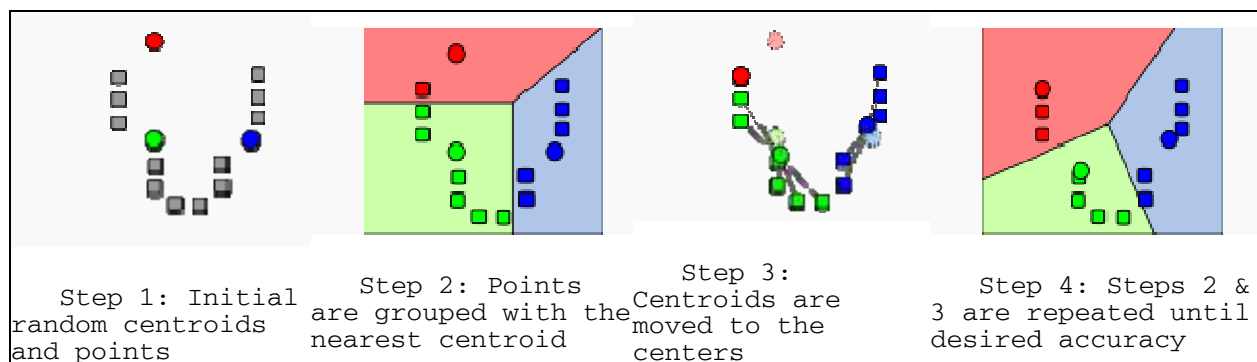 Step 1: Initial
random centroids
and points
Step 2: Points
are grouped with the
nearest centroid
Step 3:
Centroids are
moved to the
centers
Step 4: Steps 2 &
3 are repeated until
desired accuracy